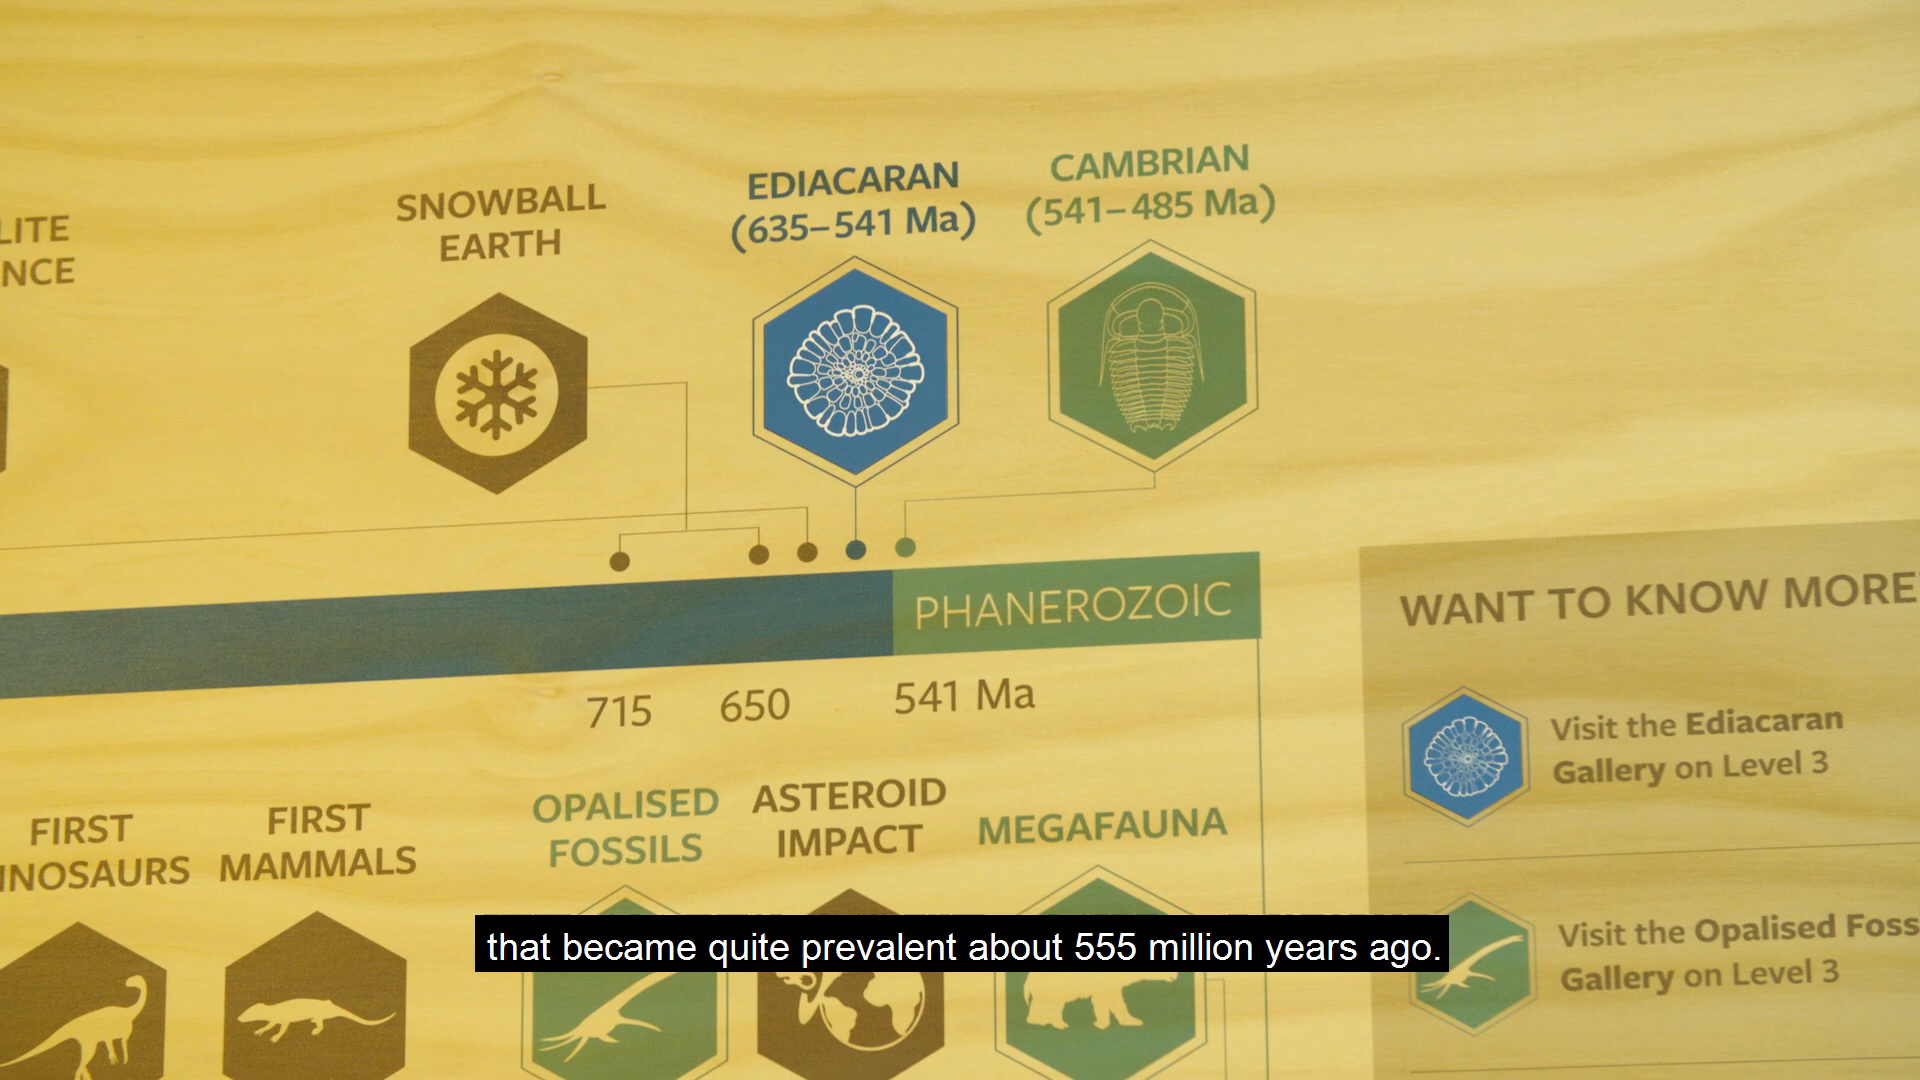 LITE
NCE
SNOWBALL
EARTH
EDIACARAN
(635–541 Ma)
CAMBRIAN
(541–485 Ma)
PHANEROZOIC
715 650 541 Ma
WANT TO KNOW MORE
Visit the Ediacaran
Gallery on Level 3
FIRST
INOSAURS
FIRST
MAMMALS
OPALISED
FOSSILS
ASTEROID
IMPACT
MEGAFAUNA
Visit the Opalised Foss
Gallery on Level 3
that became quite prevalent about 555 million years ago.